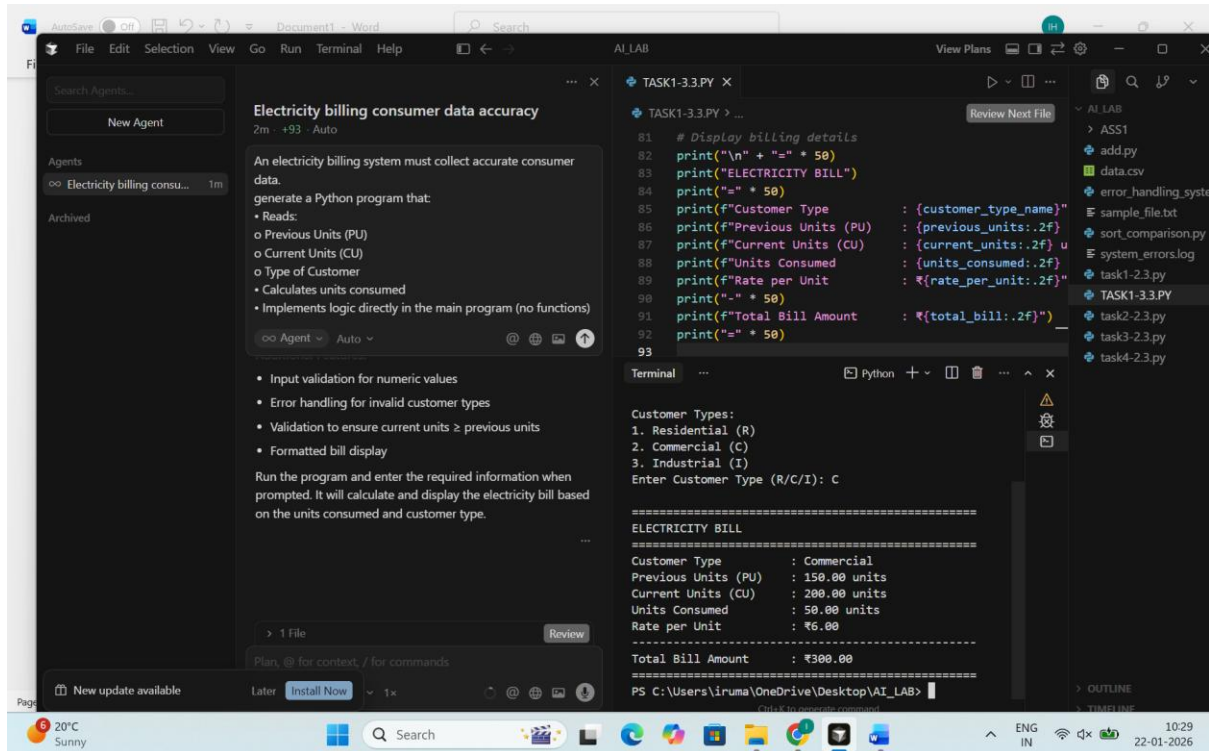 AutoSave Off Document1 - Word Search IH
File Edit Selection View Go Run Terminal Help AI_LAB View Plans
Fi
Search Agents...
New Agent
Agents
Electricity billing consu... 1m
Archived
Electricity billing consumer data accuracy
2m · +93 · Auto
An electricity billing system must collect accurate consumer
data.
generate a Python program that:
• Reads:
o Previous Units (PU)
o Current Units (CU)
o Type of Customer
• Calculates units consumed
• Implements logic directly in the main program (no functions)
Agent Auto
• Input validation for numeric values
• Error handling for invalid customer types
• Validation to ensure current units ≥ previous units
• Formatted bill display
Run the program and enter the required information when
prompted. It will calculate and display the electricity bill based
on the units consumed and customer type.
> 1 File Review
Plan, @ for context, / for commands
1x
New update available Later Install Now
Page
TASK1-3.3.PY
TASK1-3.3.PY > ... Review Next File
81 # Display billing details
82 print("\n" + "=" * 50)
83 print("ELECTRICITY BILL")
84 print("=" * 50)
85 print(f"Customer Type : {customer_type_name}"
86 print(f"Previous Units (PU) : {previous_units:.2f}
87 print(f"Current Units (CU) : {current_units:.2f} u
88 print(f"Units Consumed : {units_consumed:.2f}
89 print(f"Rate per Unit : ₹{rate_per_unit:.2f}"
90 print("-" * 50)
91 print(f"Total Bill Amount : ₹{total_bill:.2f}")
92 print("=" * 50)
93
Terminal ... Python
Customer Types:
1. Residential (R)
2. Commercial (C)
3. Industrial (I)
Enter Customer Type (R/C/I): C
==================================================
ELECTRICITY BILL
==================================================
Customer Type : Commercial
Previous Units (PU) : 150.00 units
Current Units (CU) : 200.00 units
Units Consumed : 50.00 units
Rate per Unit : ₹6.00
--------------------------------------------------
Total Bill Amount : ₹300.00
==================================================
PS C:\Users\iruma\OneDrive\Desktop\AI_LAB>
Ctrl+K to generate command
AI_LAB
> ASS1
add.py
data.csv
error_handling_syste
sample_file.txt
sort_comparison.py
system_errors.log
task1-2.3.py
TASK1-3.3.PY
task2-2.3.py
task3-2.3.py
task4-2.3.py
> OUTLINE
> TIMELINE
6 20°C
Sunny
Search
ENG
IN
10:29
22-01-2026